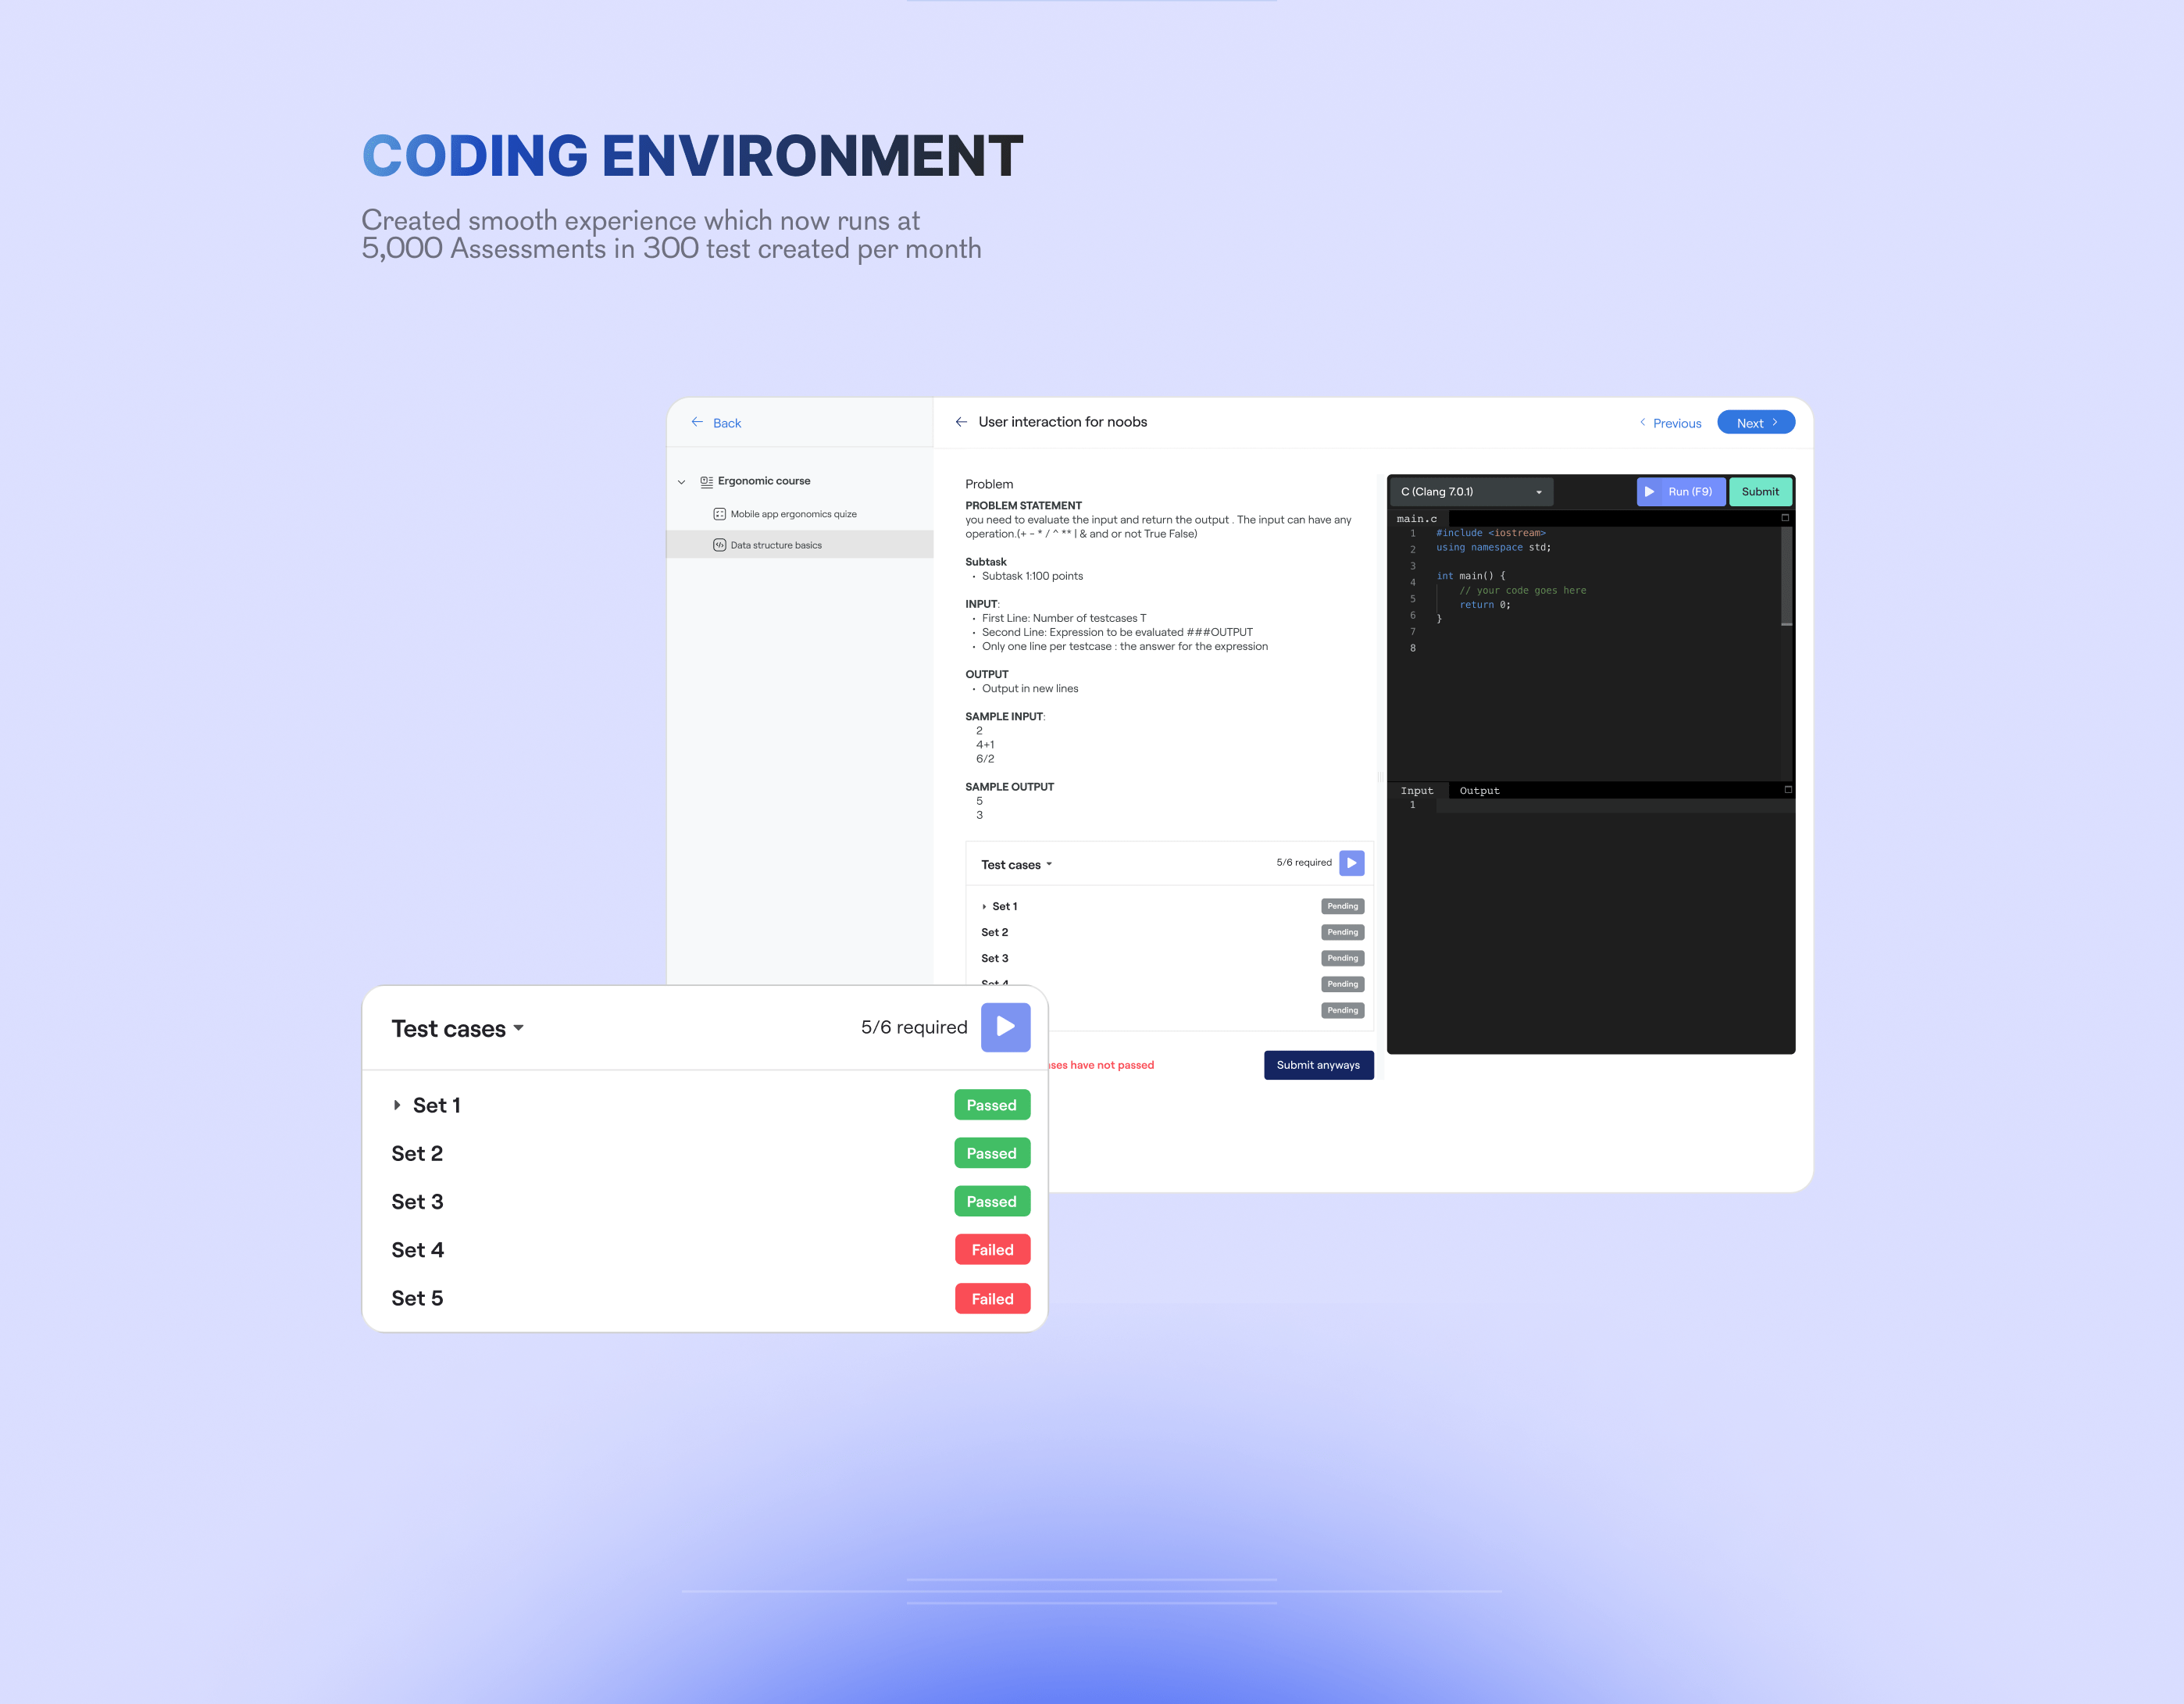 CODING ENVIRONMENT
Created smooth experience which now runs at
5,000 Assessments in 300 test created per month
Back
User interaction for noobs
Previous
Next
Ergonomic course
Mobile app ergonomics quize
Data structure basics
Problem
PROBLEM STATEMENT
you need to evaluate the input and return the output . The input can have any
operation.(+ - * / ^ ** | & and or not True False)
Subtask
• Subtask 1:100 points
INPUT:
• First Line: Number of testcases T
• Second Line: Expression to be evaluated ###OUTPUT
• Only one line per testcase : the answer for the expression
OUTPUT
• Output in new lines
SAMPLE INPUT:
2
4+1
6/2
SAMPLE OUTPUT
5
3
Test cases
5/6 required
Set 1 Pending
Set 2 Pending
Set 3 Pending
Set 4 Pending
Pending
have not passed
Submit anyways
C (Clang 7.0.1)
Run (F9)
Submit
main.c
1 #include <iostream>
2 using namespace std;
3
4 int main() {
5 // your code goes here
6 return 0;
7 }
8
Input Output
1
Test cases
5/6 required
Set 1 Passed
Set 2 Passed
Set 3 Passed
Set 4 Failed
Set 5 Failed